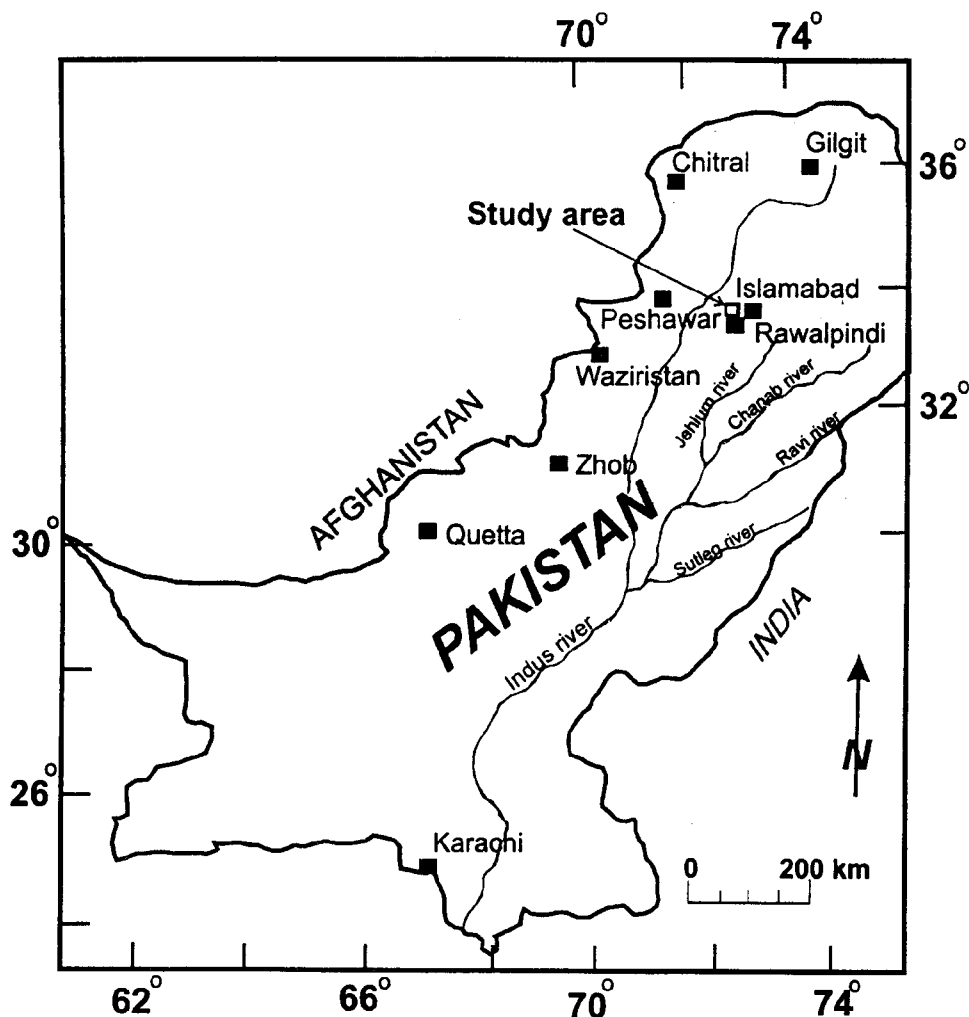 70° 74°
Gilgit
Chitral
36°
Study area
Islamabad
Peshawar
Rawalpindi
Waziristan
Jehlum river
Chanab river
32°
AFGHANISTAN
Zhob
Ravi river
PAKISTAN
Quetta
30°
Sutleg river
INDIA
Indus river
N
26°
Karachi
0 200 km
62° 66° 70° 74°